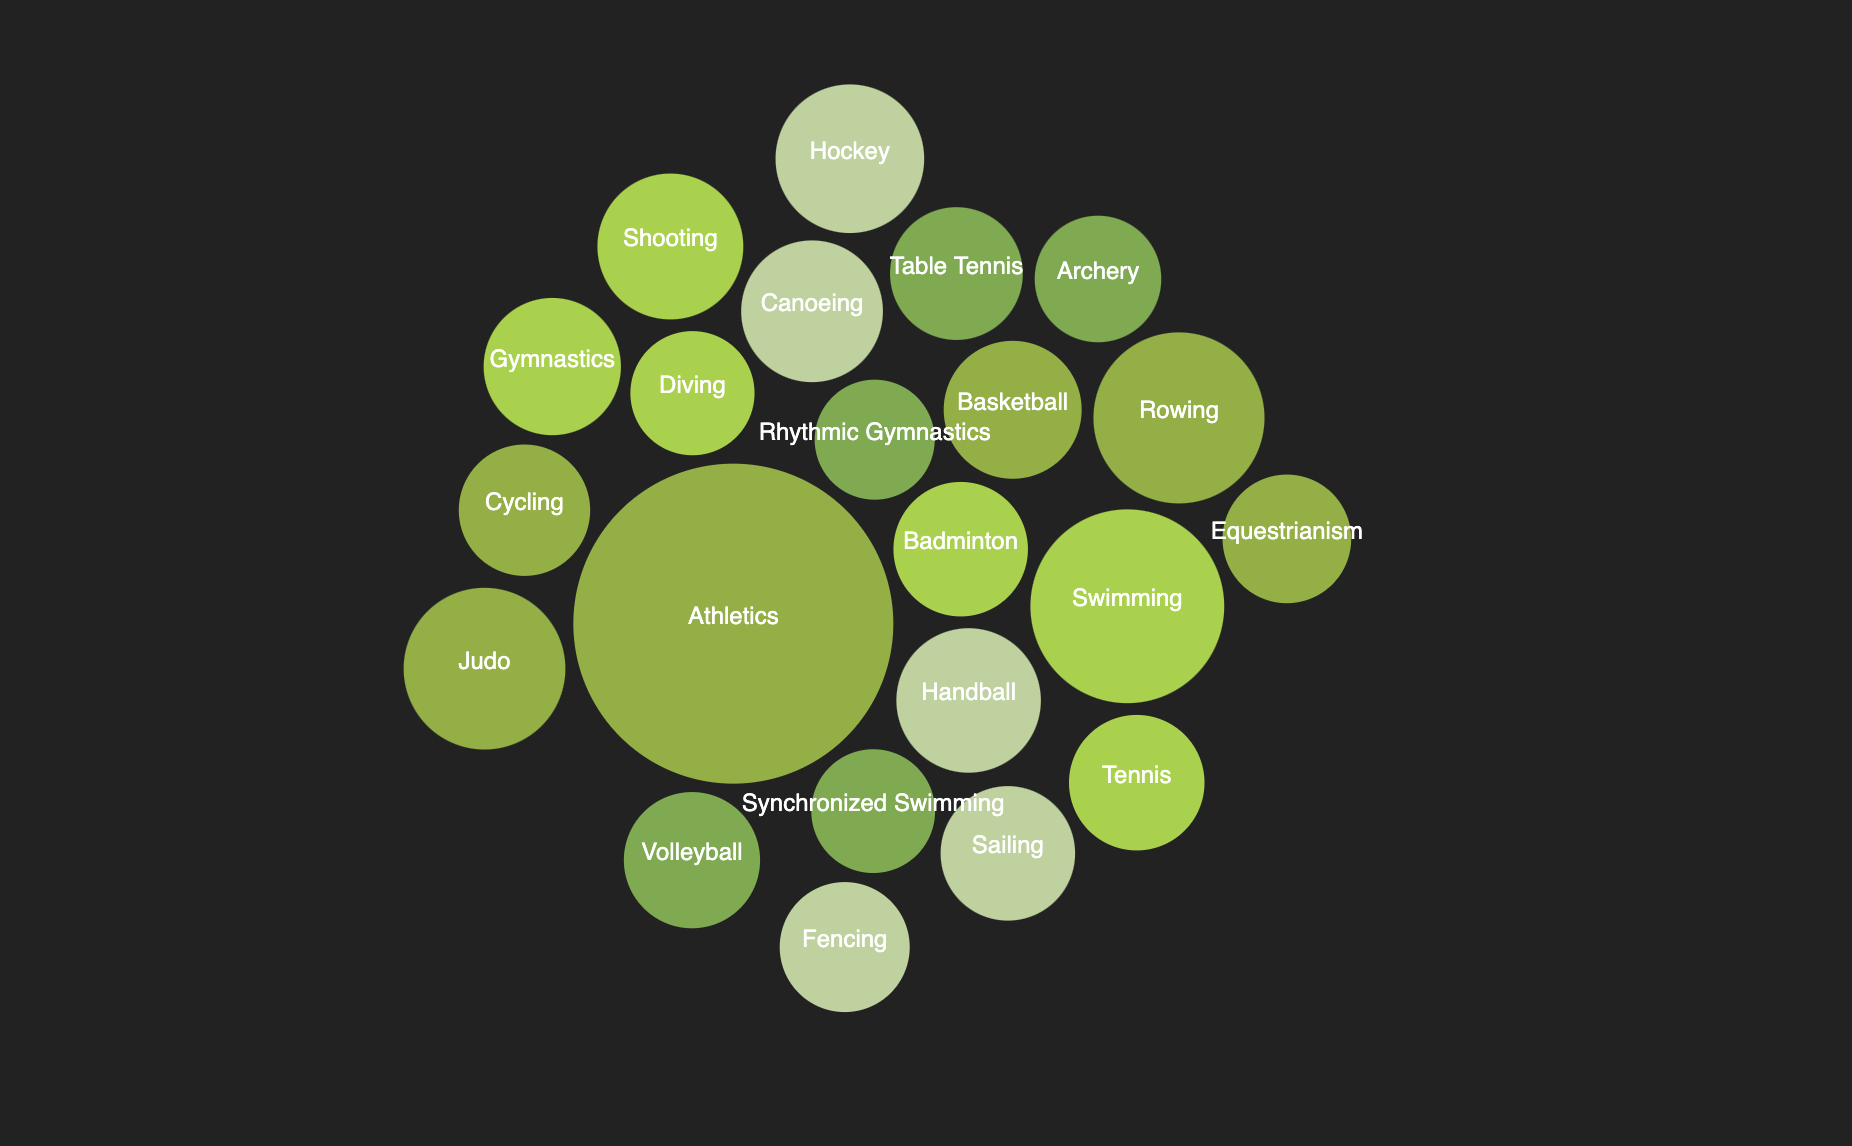 Hockey
Shooting
Table Tennis
Archery
Canoeing
Gymnastics
Diving
Basketball
Rowing
Rhythmic Gymnastics
Cycling
Equestrianism
Badminton
Swimming
Athletics
Judo
Handball
Tennis
Synchronized Swimming
Sailing
Volleyball
Fencing